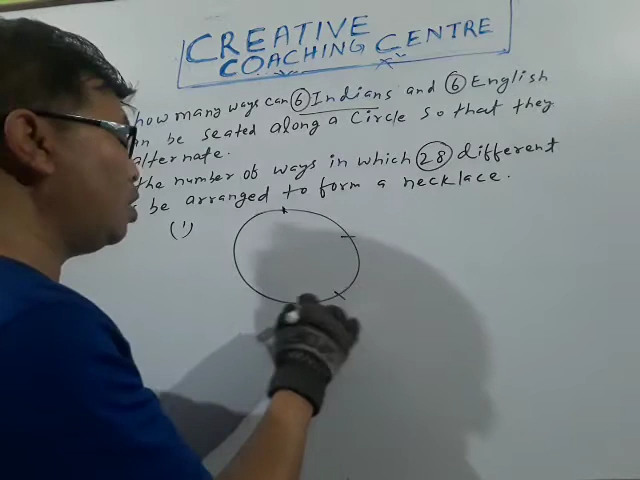 CREATIVE
COACHING CENTRE
how many ways can 6 Indians and 6 English
n be seated along a Circle so that they
alternate.
the number of ways in which 28 different
be arranged to form a necklace.
(1)